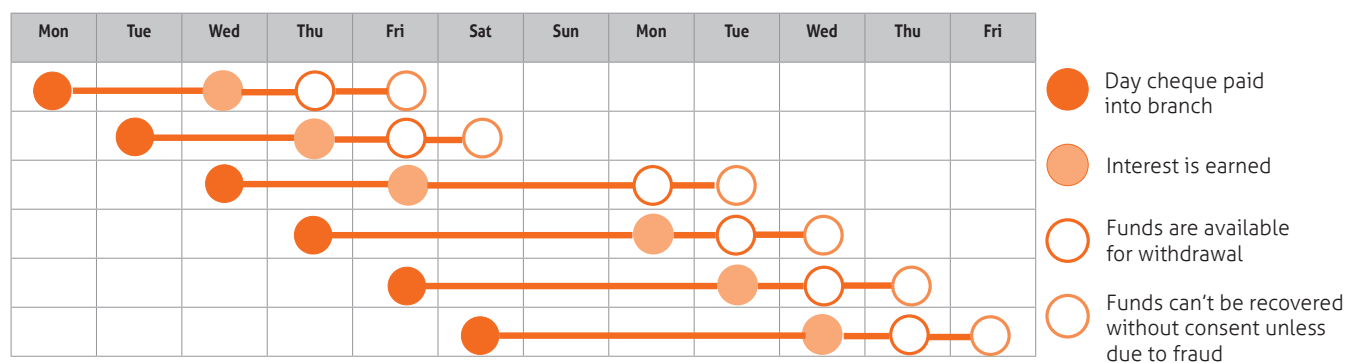 Mon Tue Wed Thu Fri Sat Sun Mon Tue Wed Thu Fri
Day cheque paid
into branch
Interest is earned
Funds are available
for withdrawal
Funds can't be recovered
without consent unless
due to fraud